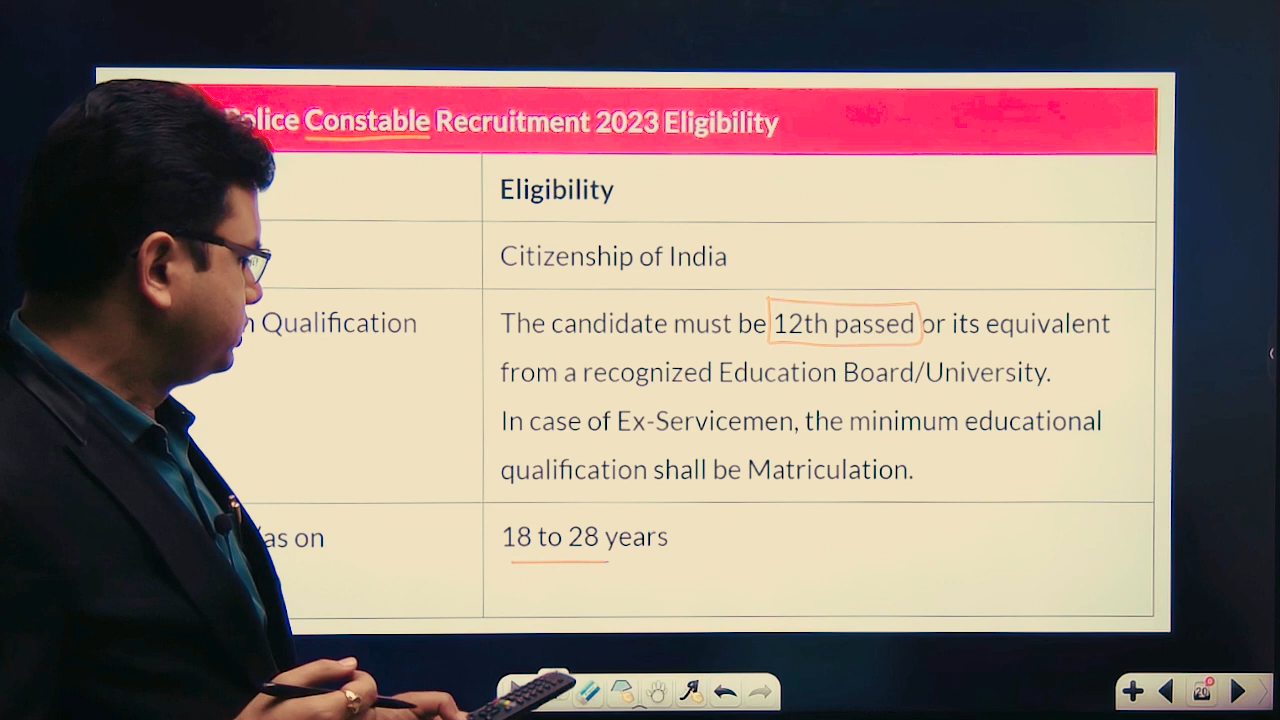 Police Constable Recruitment 2023 Eligibility
Eligibility
Citizenship of India
Qualification
The candidate must be 12th passed or its equivalent
from a recognized Education Board/University.
In case of Ex-Servicemen, the minimum educational
qualification shall be Matriculation.
as on
18 to 28 years
20